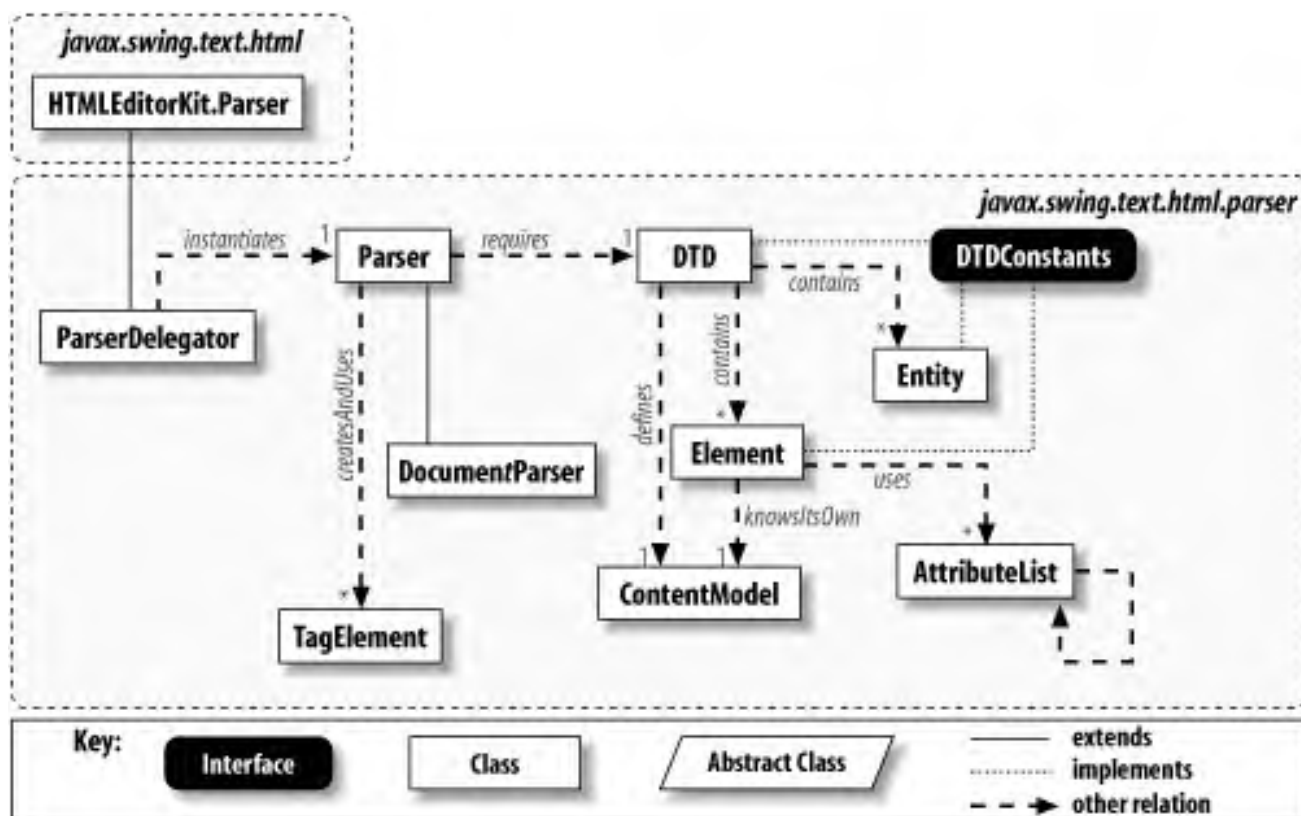 javax.swing.text.html
HTMLEditorKit.Parser
javax.swing.text.html.parser
instantiates
1
Parser
requires
1
DTD
DTDConstants
contains
*
ParserDelegator
Entity
createsAndUses
contains
defines
*
Element
DocumentParser
uses
knowsItsOwn
*
1
1
AttributeList
ContentModel
*
TagElement
Key:
Interface
Class
Abstract Class
extends
implements
other relation